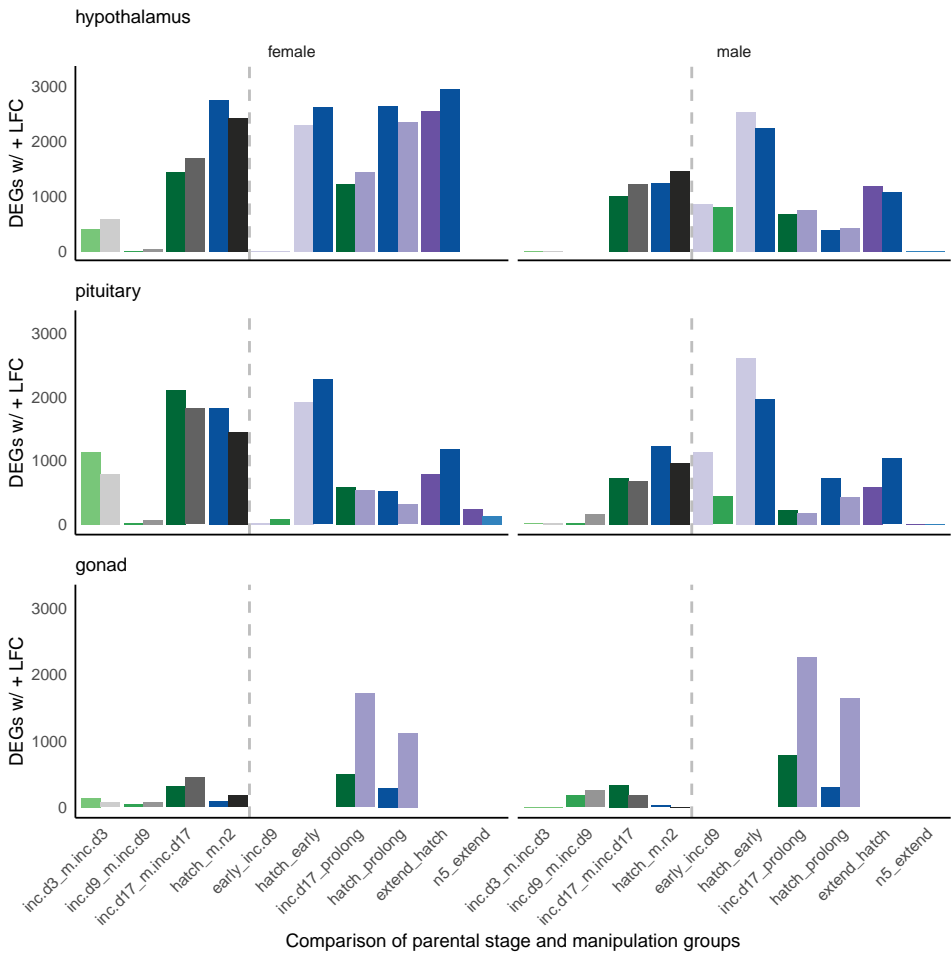 hypothalamus
female
male
DEGs w/ + LFC
3000
2000
1000
0
pituitary
DEGs w/ + LFC
3000
2000
1000
0
gonad
DEGs w/ + LFC
3000
2000
1000
0
inc.d3_m.inc.d3
inc.d9_m.inc.d9
inc.d17_m.inc.d17
hatch_m.n2
early_inc.d9
hatch_early
inc.d17_prolong
hatch_prolong
extend_hatch
n5_extend
inc.d3_m.inc.d3
inc.d9_m.inc.d9
inc.d17_m.inc.d17
hatch_m.n2
early_inc.d9
hatch_early
inc.d17_prolong
hatch_prolong
extend_hatch
n5_extend
Comparison of parental stage and manipulation groups